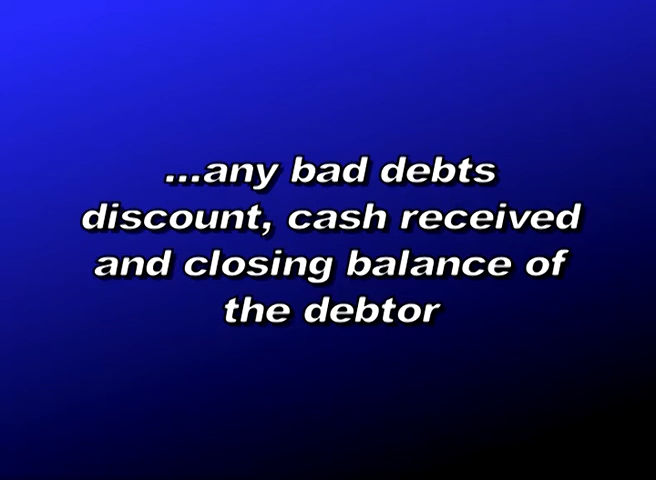 ...any bad debts
discount, cash received
and closing balance of
the debtor